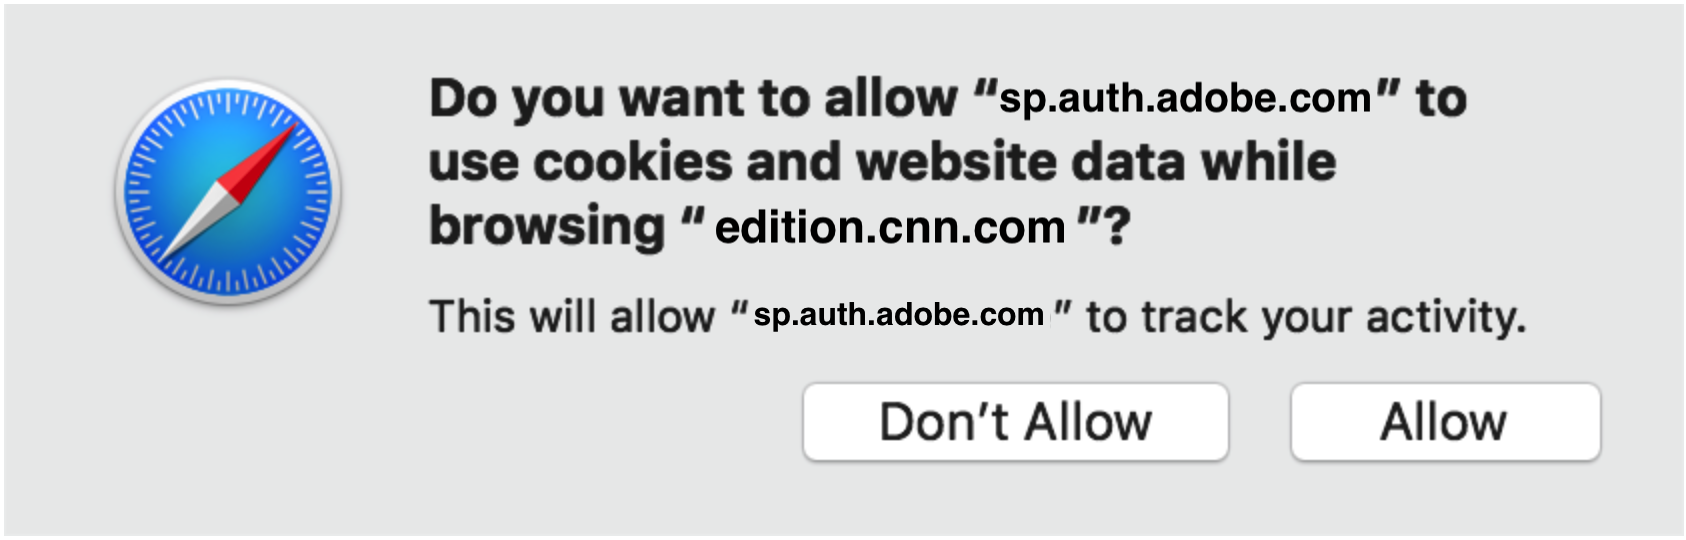 Do you want to allow “sp.auth.adobe.com” to
use cookies and website data while
browsing “ edition.cnn.com ”?
This will allow “sp.auth.adobe.com ” to track your activity.
Don’t Allow
Allow